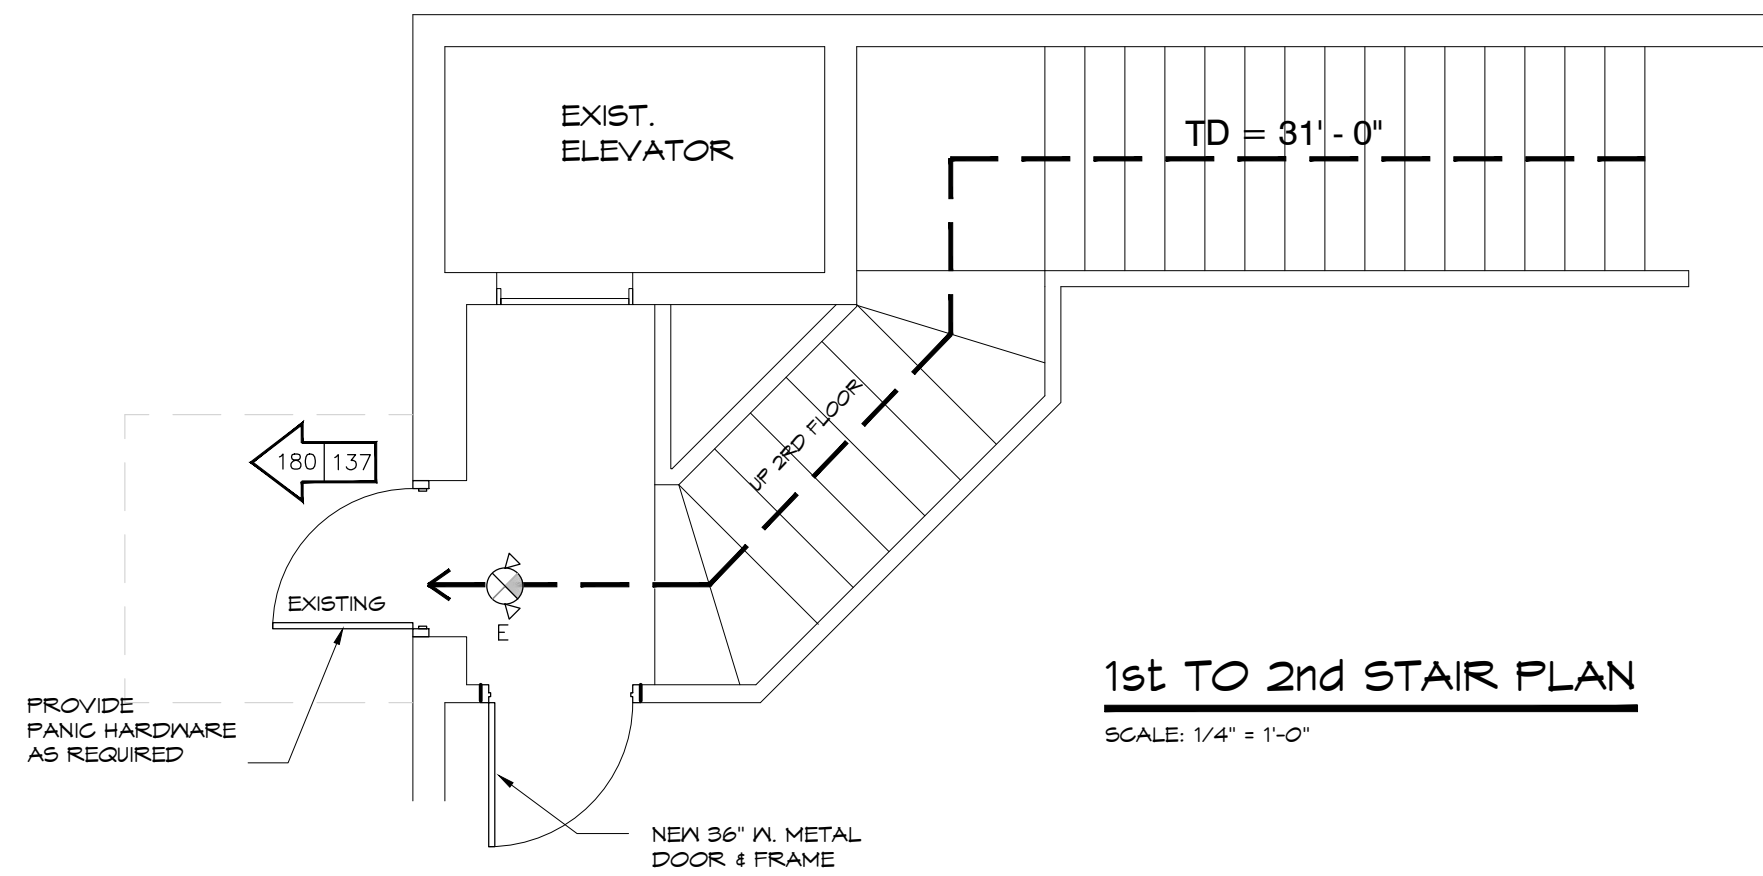 EXIST.
ELEVATOR
TD = 31' - 0"
UP 2RD FLOOR
180 137
EXISTING
E
PROVIDE
PANIC HARDWARE
AS REQUIRED
1st TO 2nd STAIR PLAN
SCALE: 1/4" = 1'-0"
NEW 36" W. METAL
DOOR & FRAME